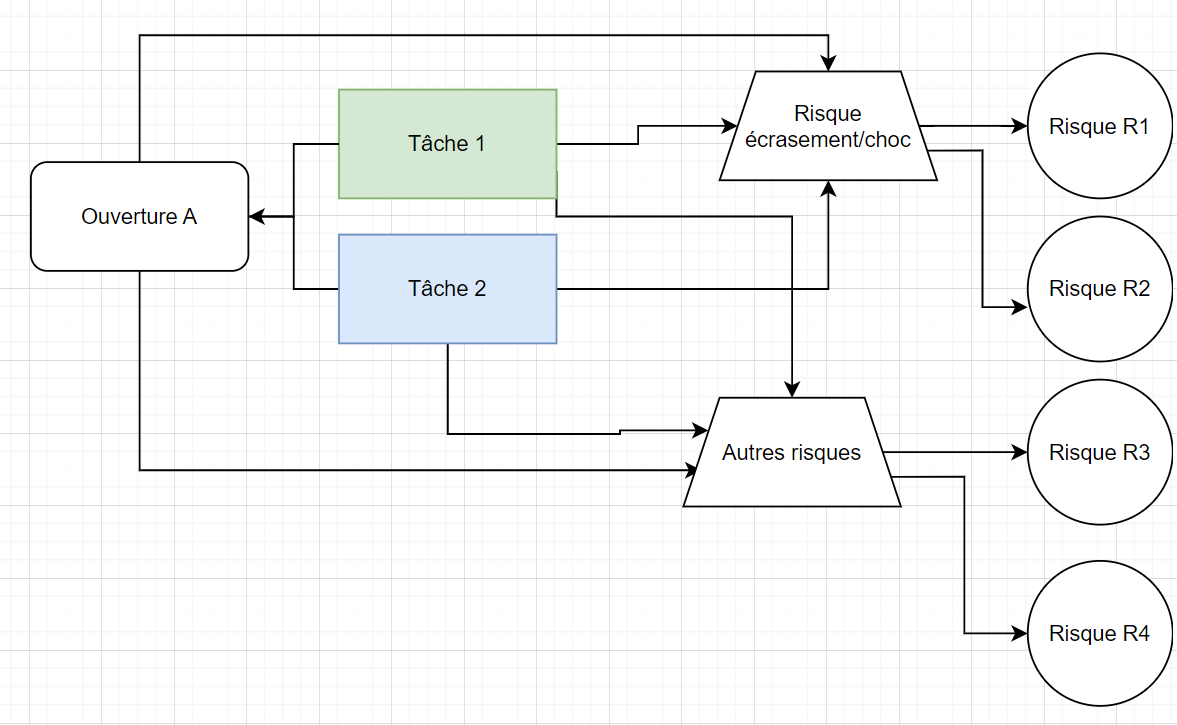 Tâche 1
Risque
écrasement/choc
Risque R1
Ouverture A
Tâche 2
Risque R2
Autres risques
Risque R3
Risque R4